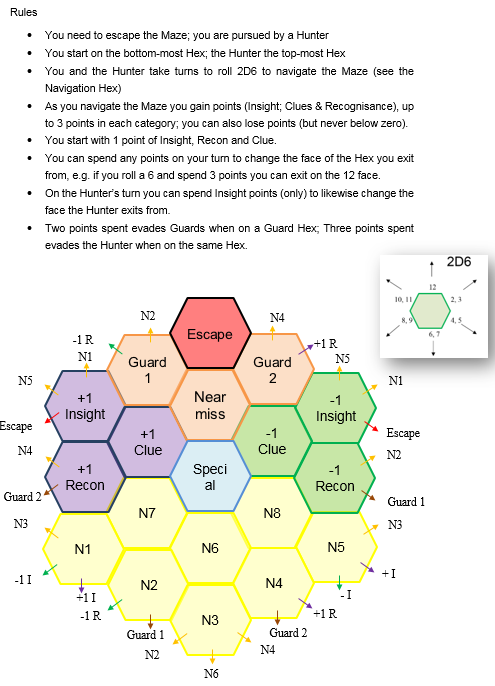 Rules
• You need to escape the Maze; you are pursued by a Hunter
• You start on the bottom-most Hex; the Hunter the top-most Hex
• You and the Hunter take turns to roll 2D6 to navigate the Maze (see the
Navigation Hex)
• As you navigate the Maze you gain points (Insight; Clues & Recognisance), up
to 3 points in each category; you can also lose points (but never below zero).
• You start with 1 point of Insight, Recon and Clue.
• You can spend any points on your turn to change the face of the Hex you exit
from, e.g. if you roll a 6 and spend 3 points you can exit on the 12 face.
• On the Hunter's turn you can spend Insight points (only) to likewise change the
face the Hunter exits from.
• Two points spent evades Guards when on a Guard Hex; Three points spent
evades the Hunter when on the same Hex.
2D6
12
10, 11
2, 3
8, 9
4, 5
6, 7
N2
N4
Escape
-1 R
+1 R
N1
N5
Guard
1
Guard
2
N5
N1
+1
Insight
Near
miss
-1
Insight
Escape
Escape
+1
Clue
-1
Clue
N4
N2
+1
Recon
Speci
al
-1
Recon
Guard 2
Guard 1
N7
N8
N3
N3
N1
N6
N5
-1 I
+I
N2
N4
+1 I
- I
-1 R
+1 R
N3
Guard 1
Guard 2
N2
N4
N6